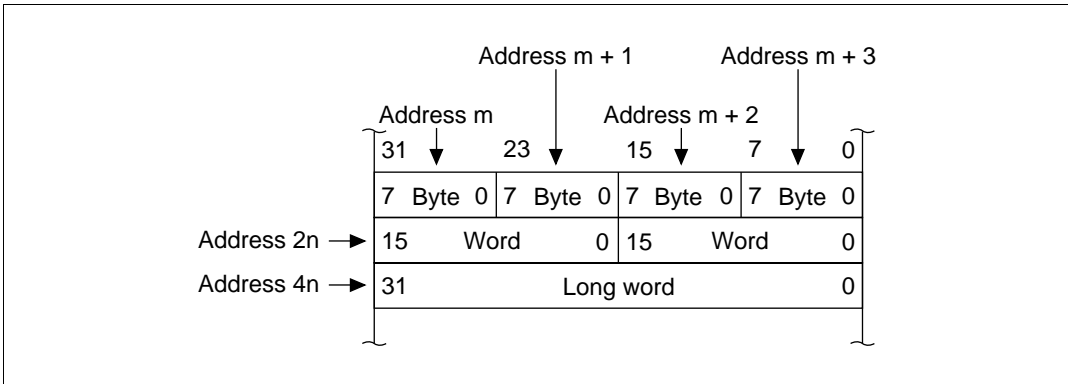 Address m + 1 Address m + 3
Address m Address m + 2
31 23 15 7 0
7 Byte 0 7 Byte 0 7 Byte 0 7 Byte 0
Address 2n 15 Word 0 15 Word 0
Address 4n 31 Long word 0